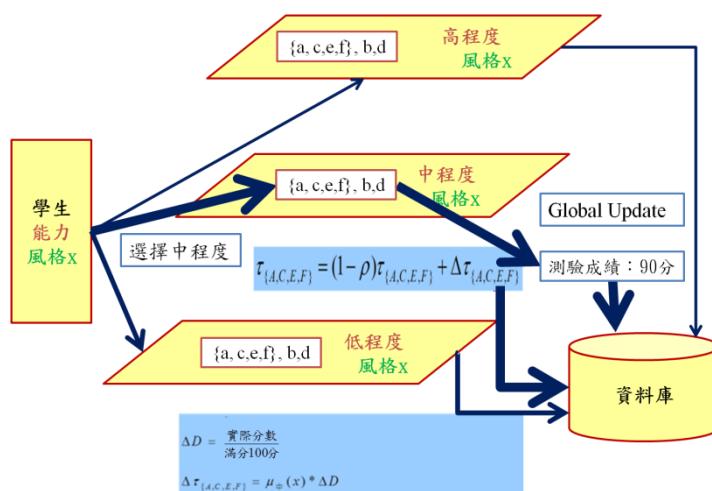 {a, c,e,f}, b,d
高程度
風格x
學生
能力
風格x
{a, c,e,f}, b,d
中程度
風格x
選擇中程度
Global Update
τ{A,C,E,F} = (1−ρ)τ{A,C,E,F} + Δτ{A,C,E,F}
測驗成績：90分
{a, c,e,f}, b,d
低程度
風格x
資料庫
ΔD = 實際分數
滿分100分
Δτ{A,C,E,F} = μ中(x) * ΔD